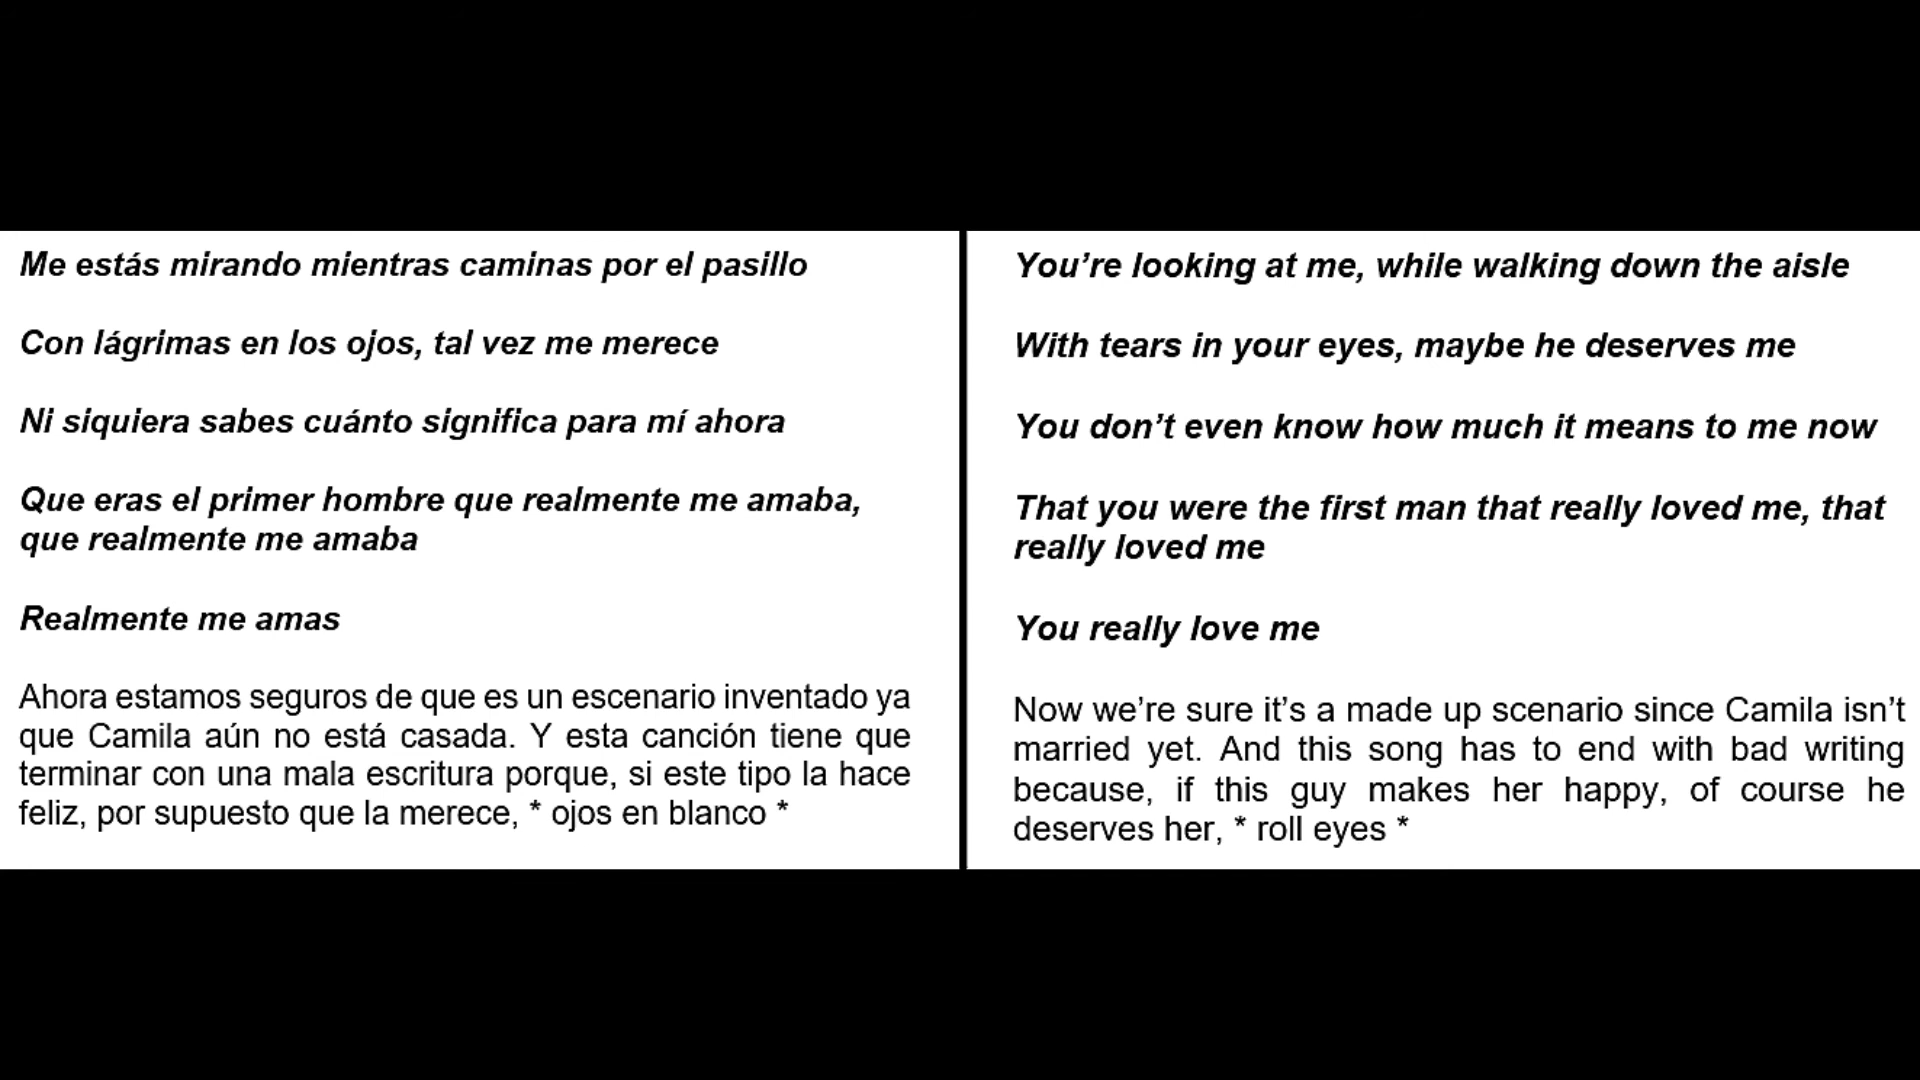 Me estás mirando mientras caminas por el pasillo
Con lágrimas en los ojos, tal vez me merece
Ni siquiera sabes cuánto significa para mí ahora
Que eras el primer hombre que realmente me amaba,
que realmente me amaba
Realmente me amas
Ahora estamos seguros de que es un escenario inventado ya
que Camila aún no está casada. Y esta canción tiene que
terminar con una mala escritura porque, si este tipo la hace
feliz, por supuesto que la merece, * ojos en blanco *
You’re looking at me, while walking down the aisle
With tears in your eyes, maybe he deserves me
You don’t even know how much it means to me now
That you were the first man that really loved me, that
really loved me
You really love me
Now we’re sure it’s a made up scenario since Camila isn’t
married yet. And this song has to end with bad writing
because, if this guy makes her happy, of course he
deserves her, * roll eyes *